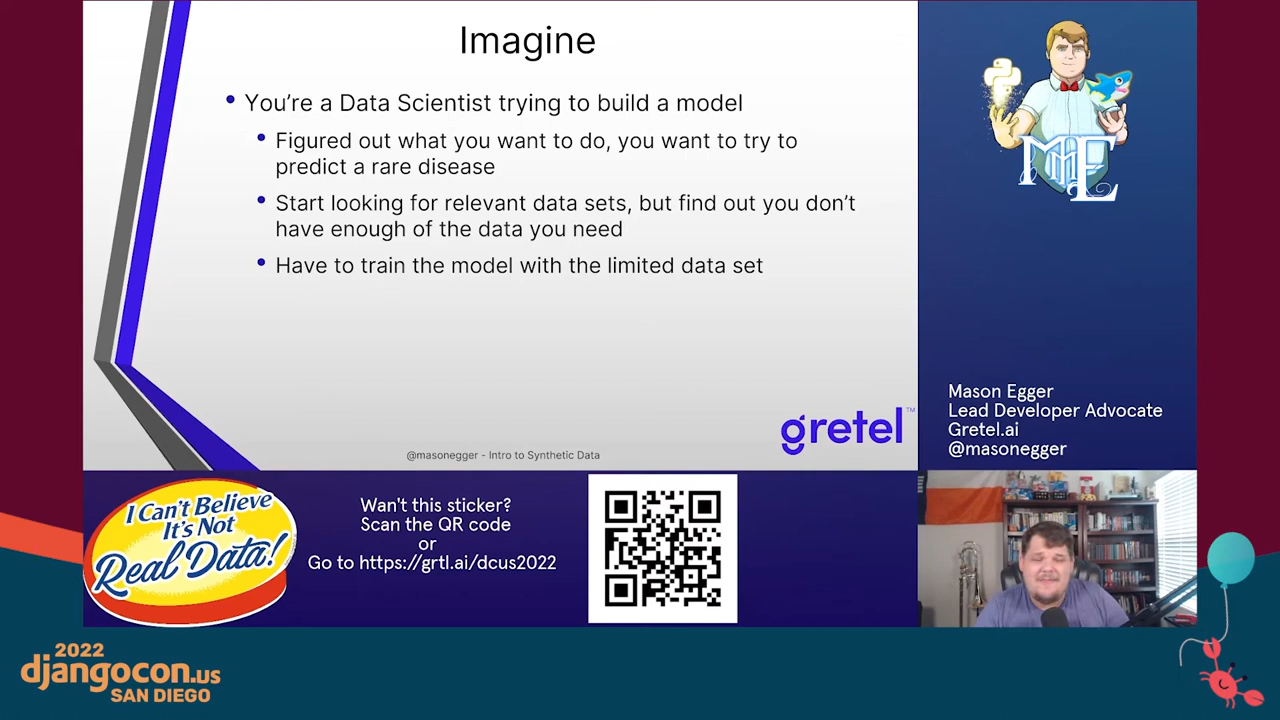 Imagine
• You're a Data Scientist trying to build a model
• Figured out what you want to do, you want to try to
predict a rare disease
• Start looking for relevant data sets, but find out you don't
have enough of the data you need
• Have to train the model with the limited data set
gretel™
@masonegger - Intro to Synthetic Data
ME
Mason Egger
Lead Developer Advocate
Gretel.ai
@masonegger
I Can't Believe
It's Not
Real Data!
Wan't this sticker?
Scan the QR code
or
Go to https://grtl.ai/dcus2022
2022
djangocon.us
SAN DIEGO